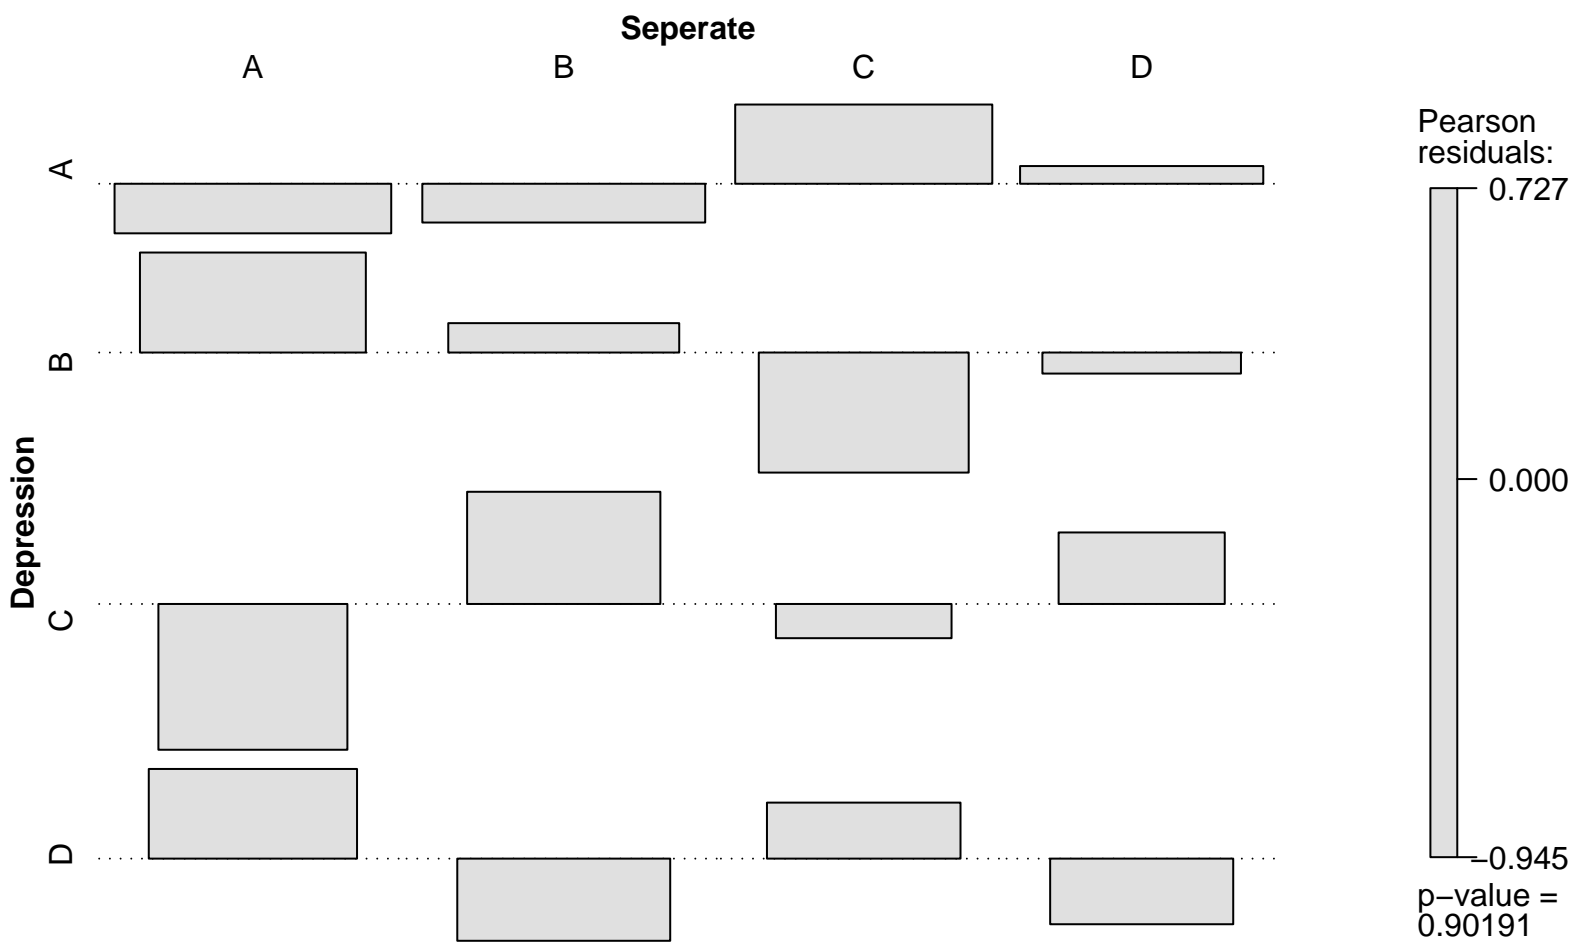 Seperate
A B C D
A
B
C
D
Depression
Pearson
residuals:
0.727
0.000
−0.945
p−value =
0.90191